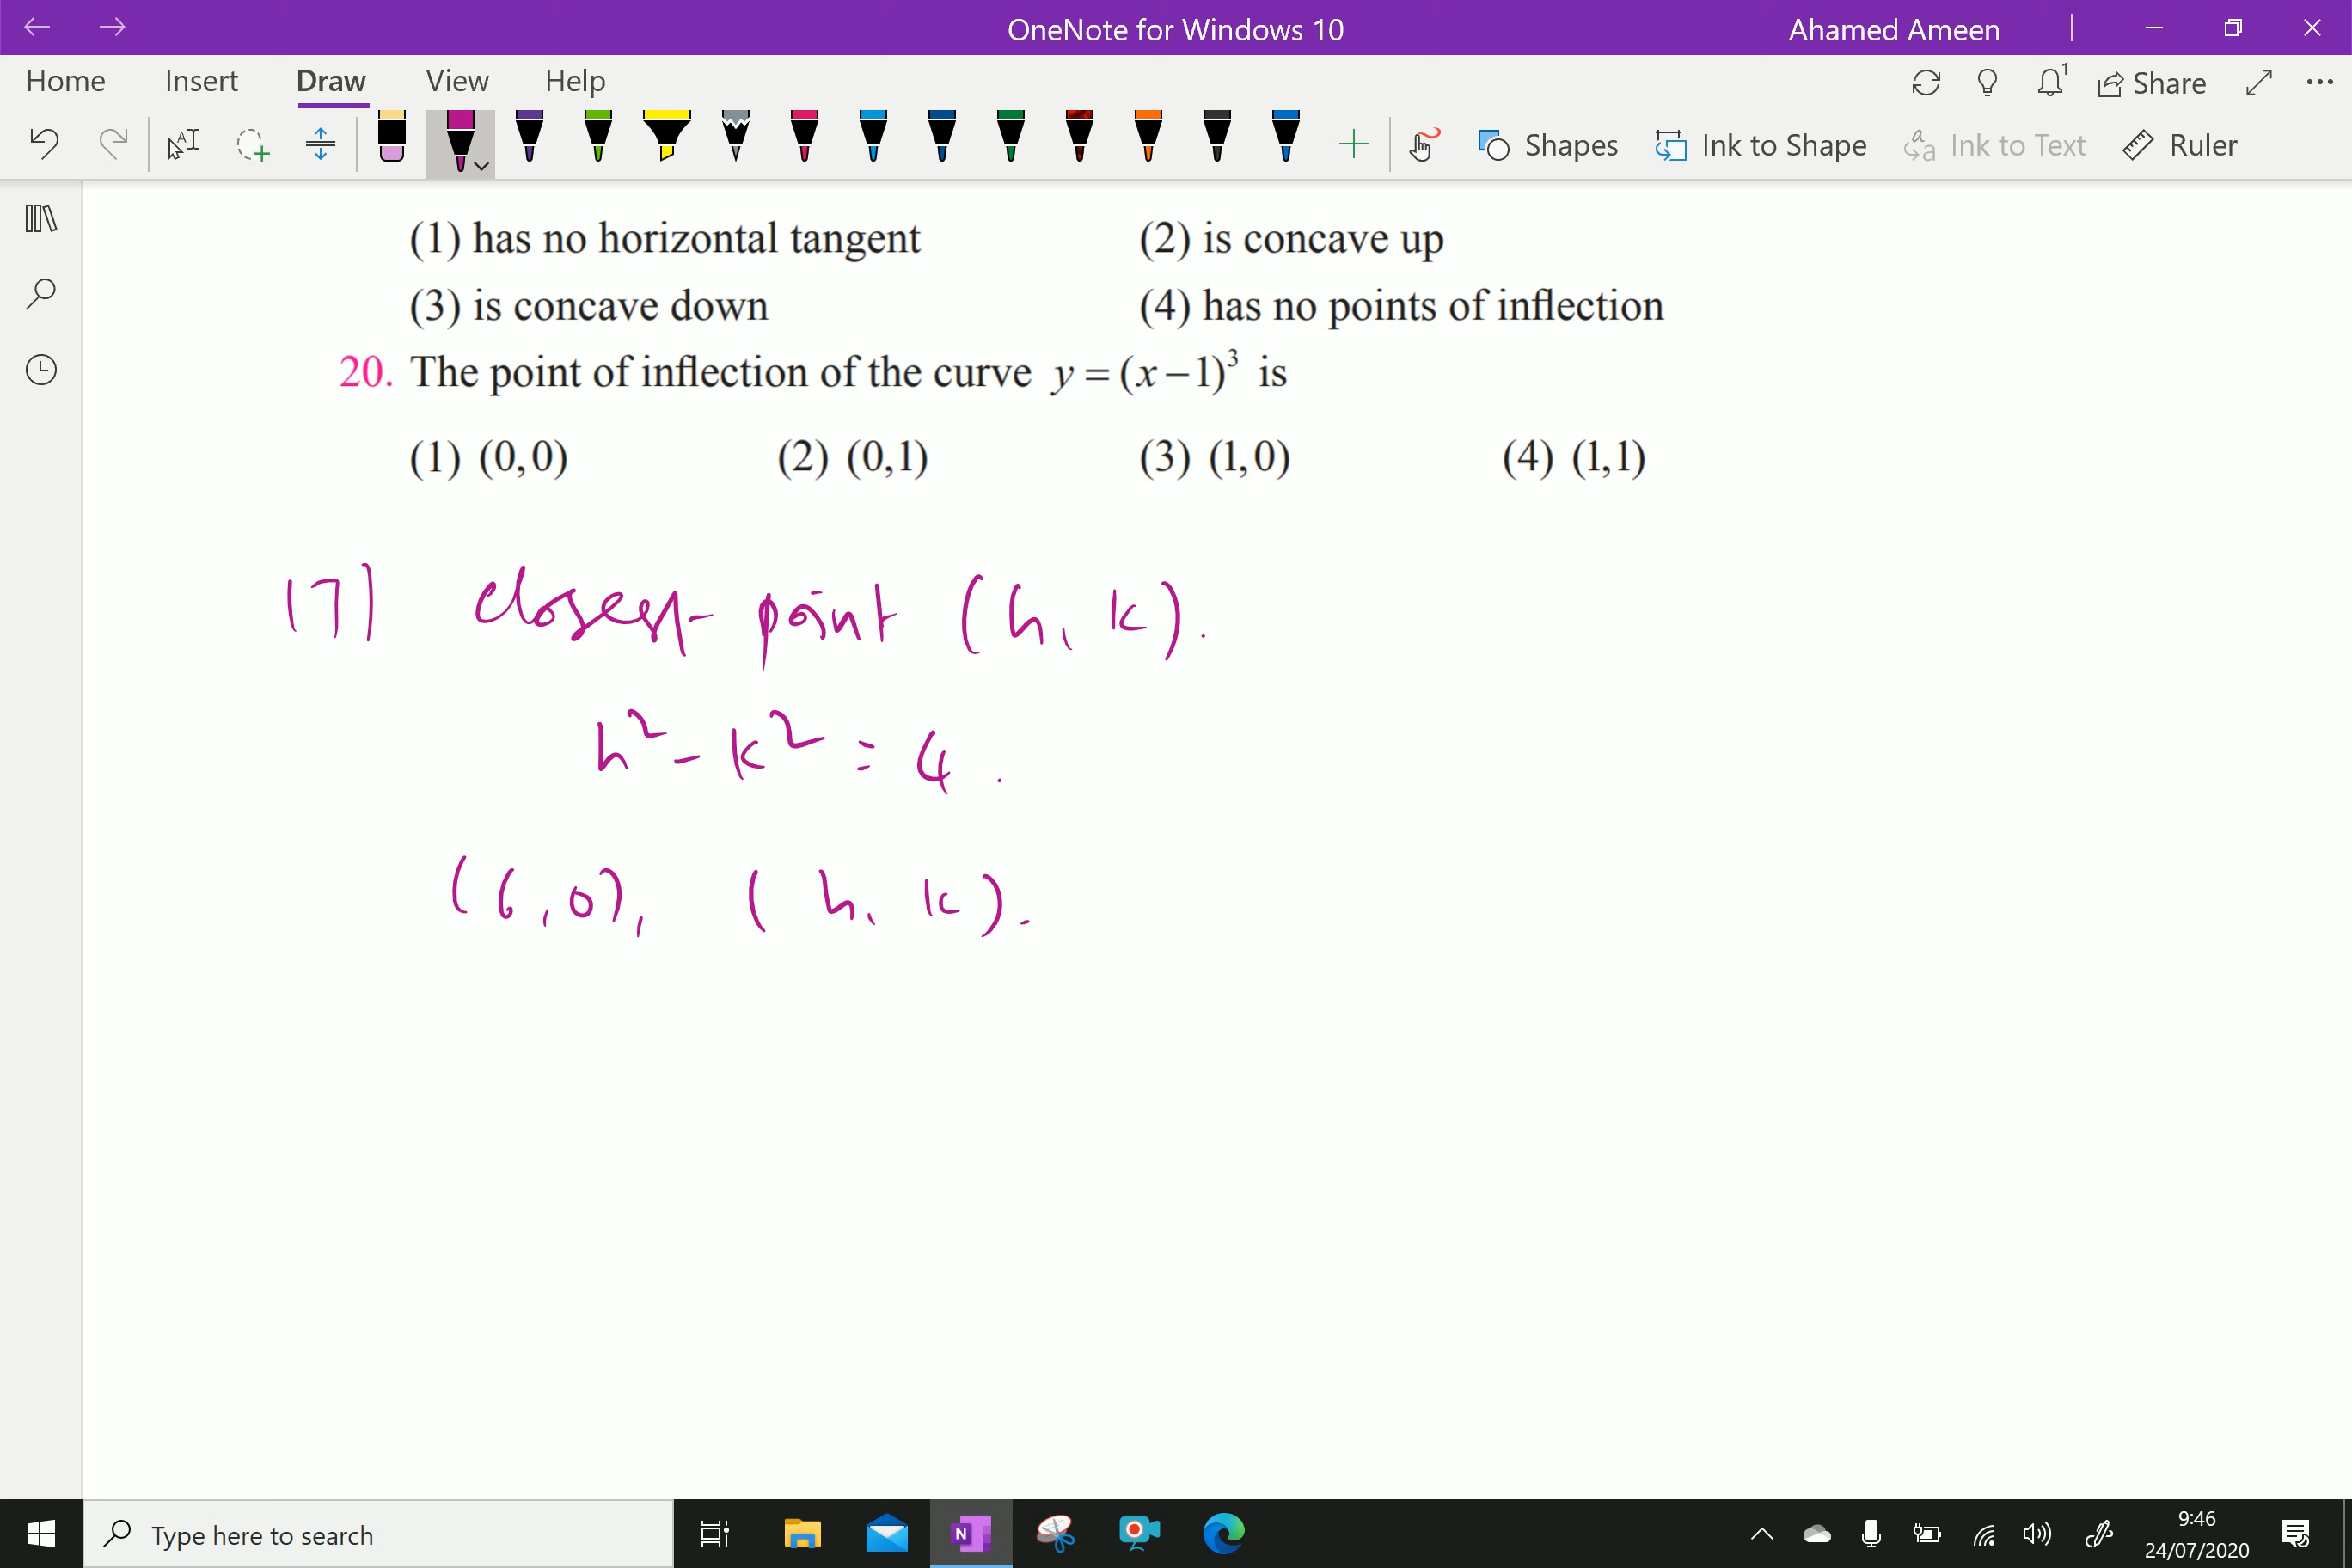 OneNote for Windows 10
Ahamed Ameen
Home Insert Draw View Help
1
Share
Shapes Ink to Shape Ink to Text Ruler
(1) has no horizontal tangent (2) is concave up
(3) is concave down (4) has no points of inflection
20. The point of inflection of the curve y = (x − 1)³ is
(1) (0, 0) (2) (0, 1) (3) (1, 0) (4) (1, 1)
17) closest point (h, k).
h² - k² = 4.
(6, 0), (h, k).
Type here to search
9:46
24/07/2020